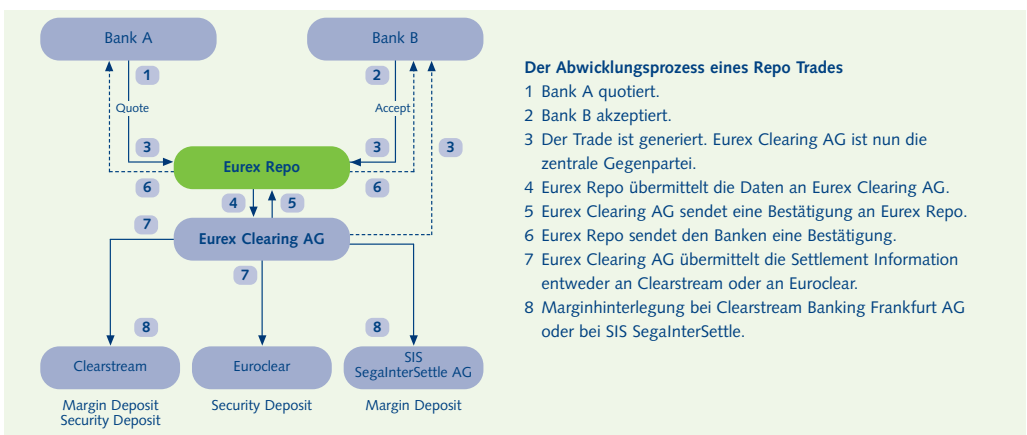 Bank A
Bank B
1
2
Quote
Accept
3
3
3
Eurex Repo
6
6
4
5
7
Eurex Clearing AG
7
8
8
Clearstream
Euroclear
SIS
SegaInterSettle AG
Margin Deposit
Security Deposit
Security Deposit
Margin Deposit
Der Abwicklungsprozess eines Repo Trades
1 Bank A quotiert.
2 Bank B akzeptiert.
3 Der Trade ist generiert. Eurex Clearing AG ist nun die
zentrale Gegenpartei.
4 Eurex Repo übermittelt die Daten an Eurex Clearing AG.
5 Eurex Clearing AG sendet eine Bestätigung an Eurex Repo.
6 Eurex Repo sendet den Banken eine Bestätigung.
7 Eurex Clearing AG übermittelt die Settlement Information
entweder an Clearstream oder an Euroclear.
8 Marginhinterlegung bei Clearstream Banking Frankfurt AG
oder bei SIS SegaInterSettle.